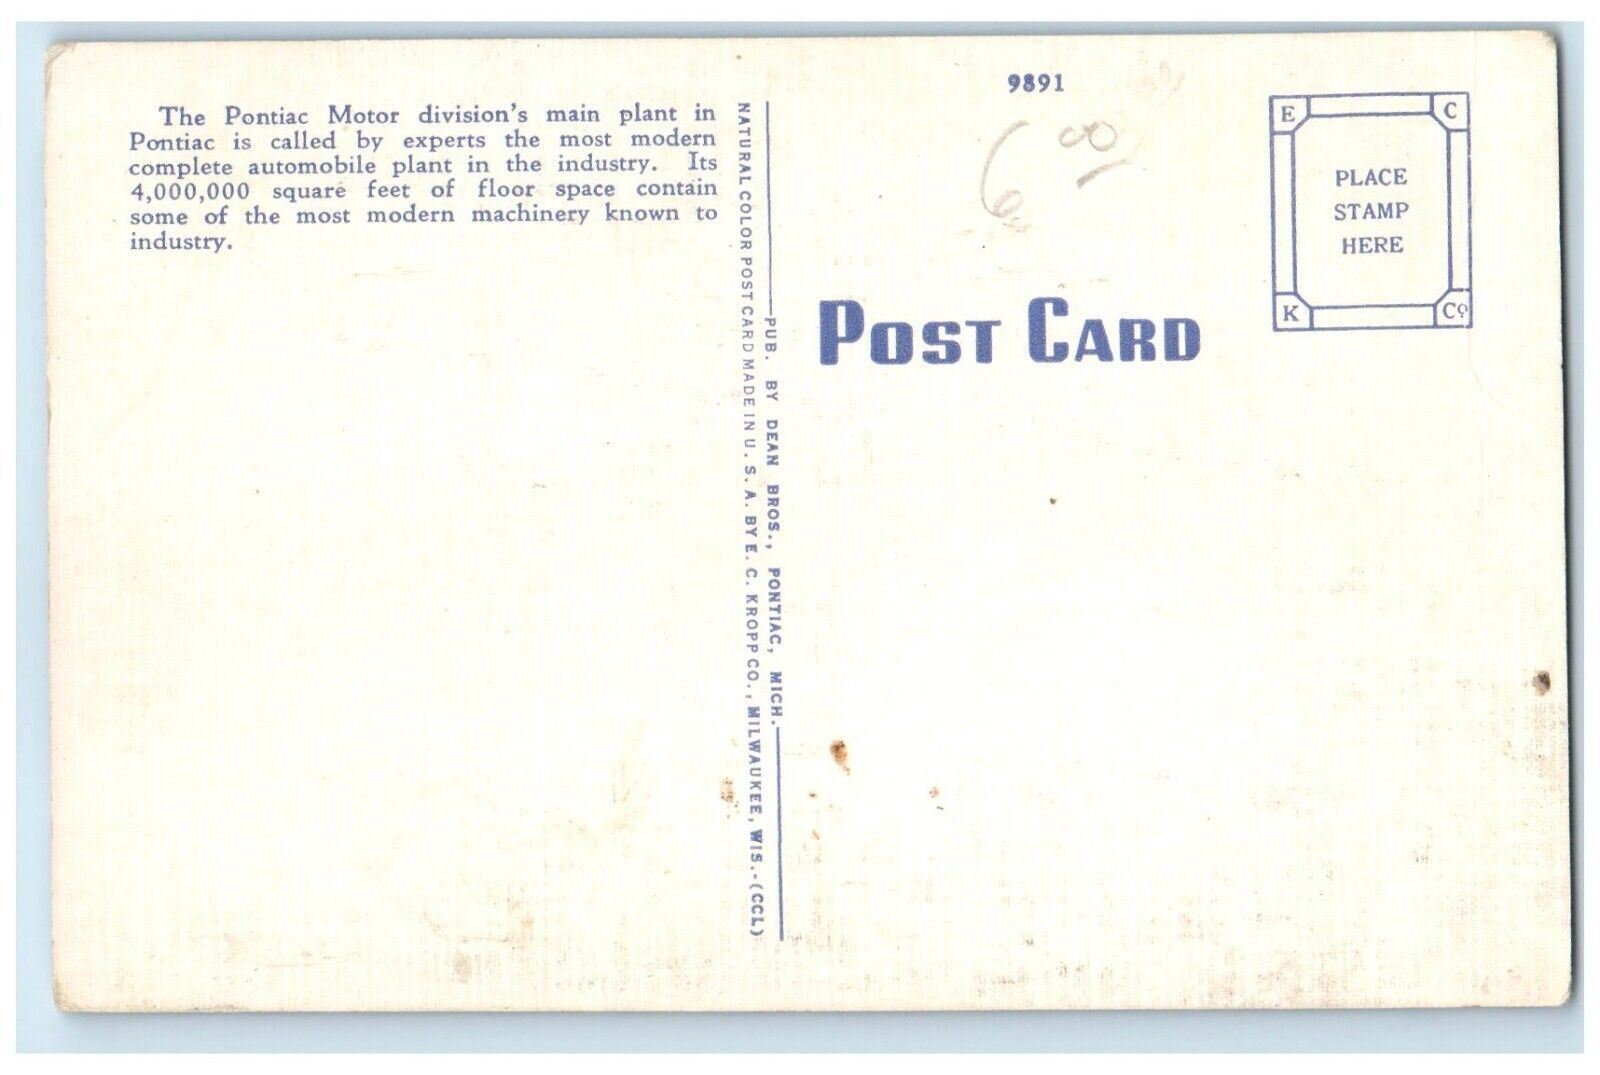 The Pontiac Motor division's main plant in
Pontiac is called by experts the most modern
complete automobile plant in the industry. Its
4,000,000 square feet of floor space contain
some of the most modern machinery known to
industry.
NATURAL COLOR POST CARD MADE IN U. S. A. BY E. C. KROPP CO., MILWAUKEE, WIS.-(CCL)
PUB. BY DEAN BROS., PONTIAC, MICH.
9891
6.00
POST CARD
E C
PLACE
STAMP
HERE
K Co